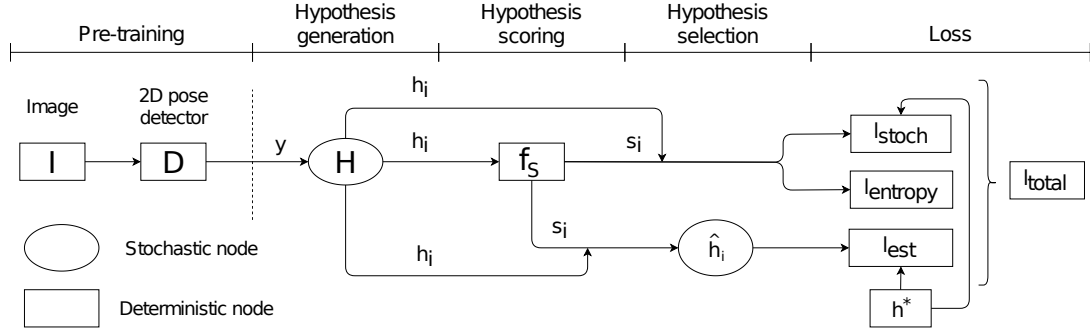 Pre-training
Hypothesis
generation
Hypothesis
scoring
Hypothesis
selection
Loss
Image
2D pose
detector
I
D
y
H
h_i
h_i
h_i
f_S
s_i
s_i
ĥ_i
l_stoch
l_entropy
l_est
h*
l_total
Stochastic node
Deterministic node